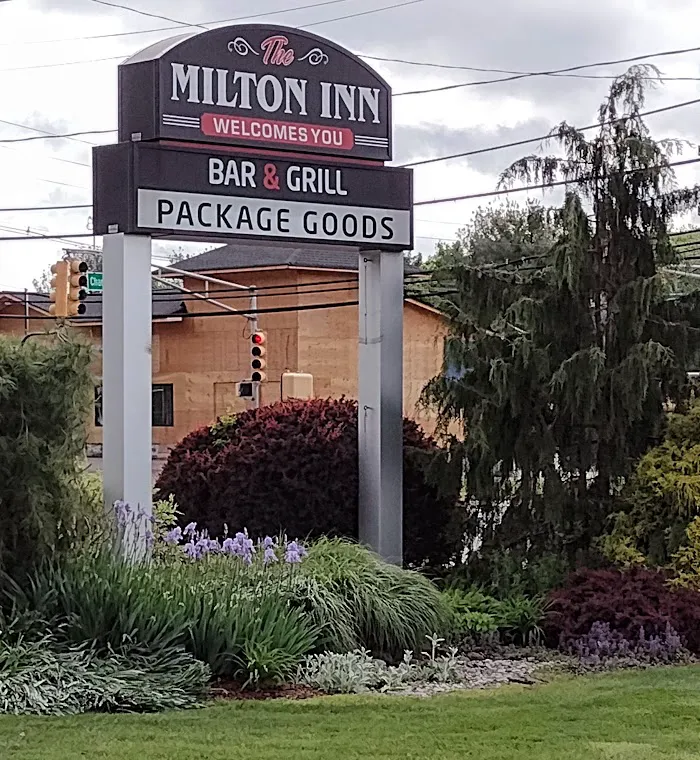 The
MILTON INN
WELCOMES YOU
BAR & GRILL
PACKAGE GOODS